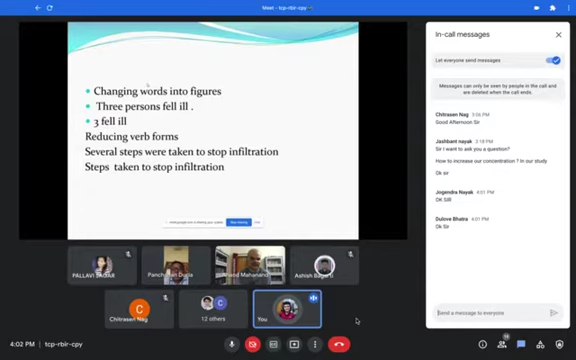 Meet - tcp-rbir-cpy
In-call messages
Let everyone send messages
Messages can only be seen by people in the call and are deleted when the call ends.
Chitrasen Nag 3:06 PM
Good Afternoon Sir
Jashbant nayak 3:18 PM
Sir I want to ask you a question?
How to increase our concentration ? In our study
Ok sir
Jogendra Nayak 4:01 PM
OK SIR
Dulove Bhatra 4:01 PM
Ok Sir
Send a message to everyone
Changing words into figures
Three persons fell ill .
3 fell ill
Reducing verb forms
Several steps were taken to stop infiltration
Steps taken to stop infiltration
PALLAVI
Mahanand
Ashish
Chitrasen Nag
12 others
You
4:02 PM
tcp-rbir-cpy